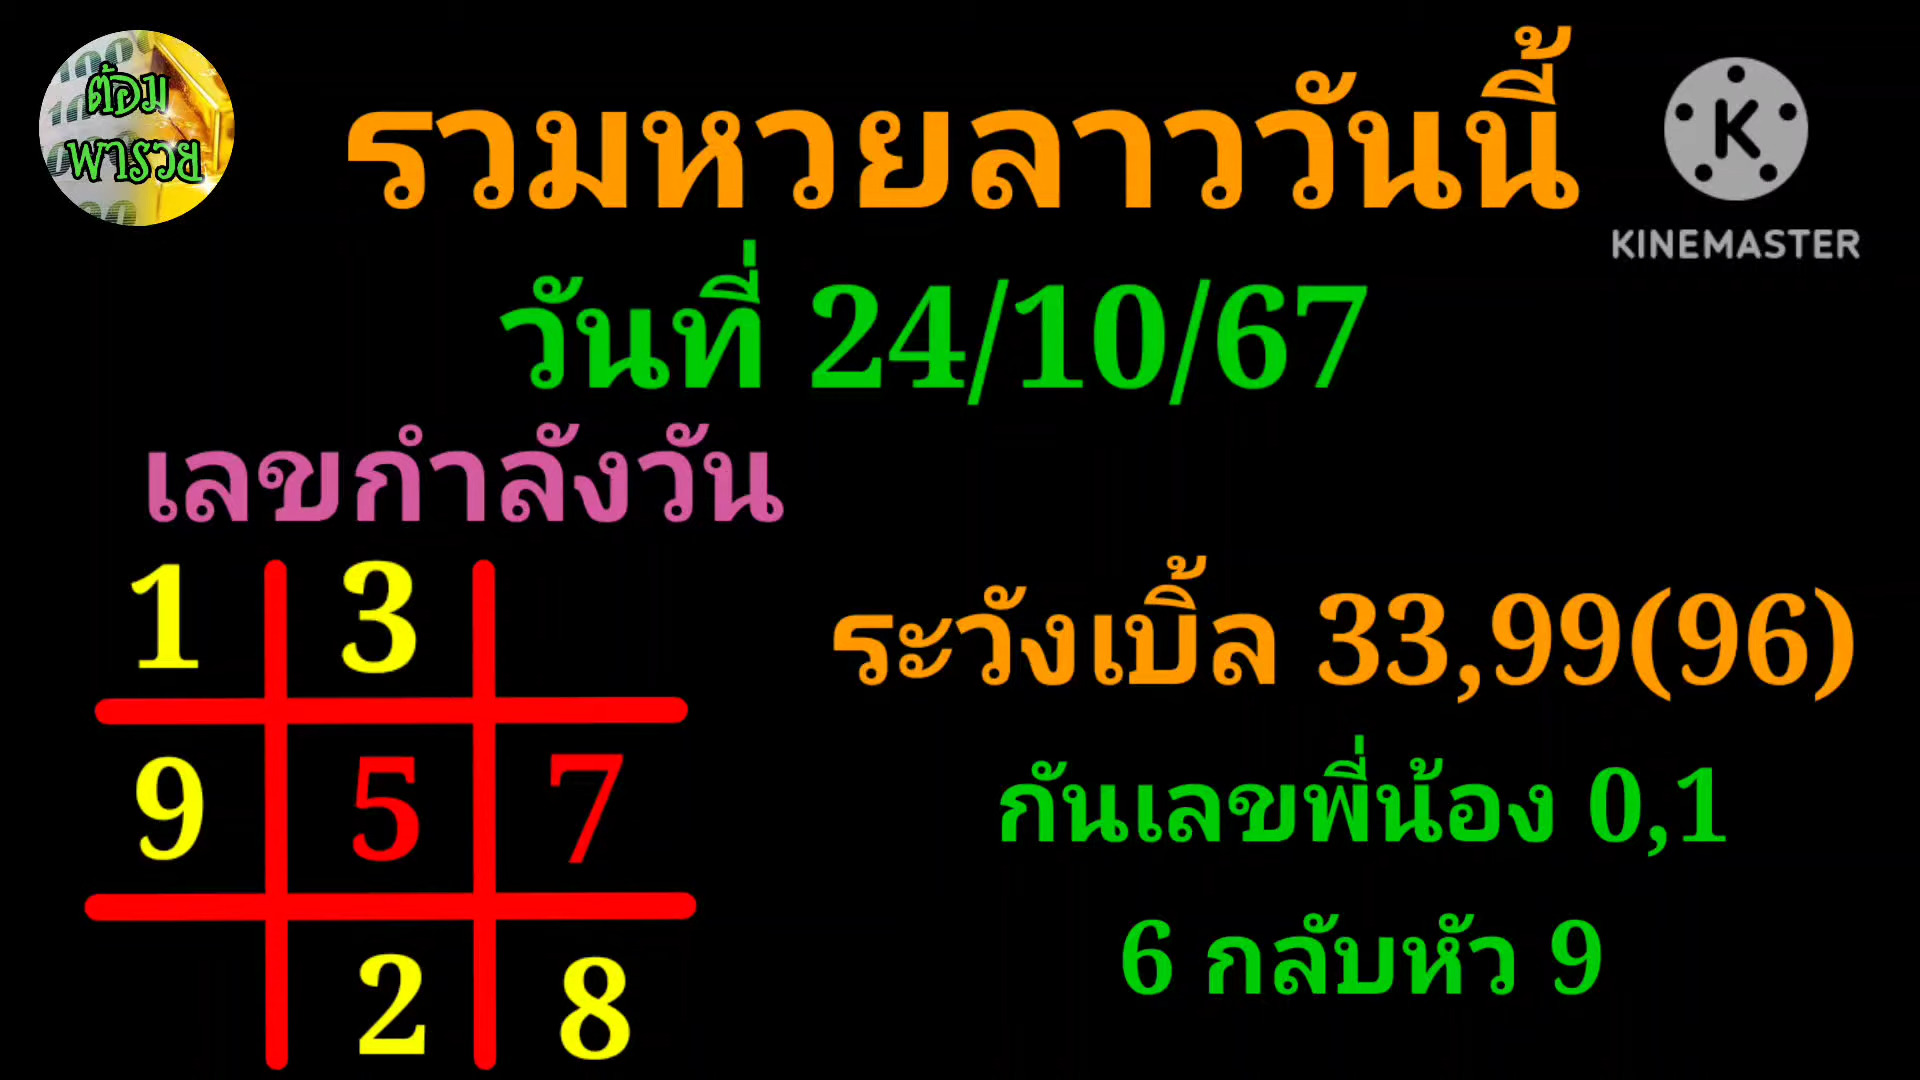 ต้อม
พารวย
รวมหวยลาววันนี้
KINEMASTER
วันที่ 24/10/67
เลขกำลังวัน
1 3
9 5 7
2 8
ระวังเบิ้ล 33,99(96)
กันเลขพี่น้อง 0,1
6 กลับหัว 9